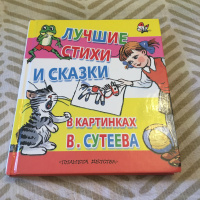 ЛУЧШИЕ
СТИХИ
И СКАЗКИ
В КАРТИНКАХ
В. СУТЕЕВА